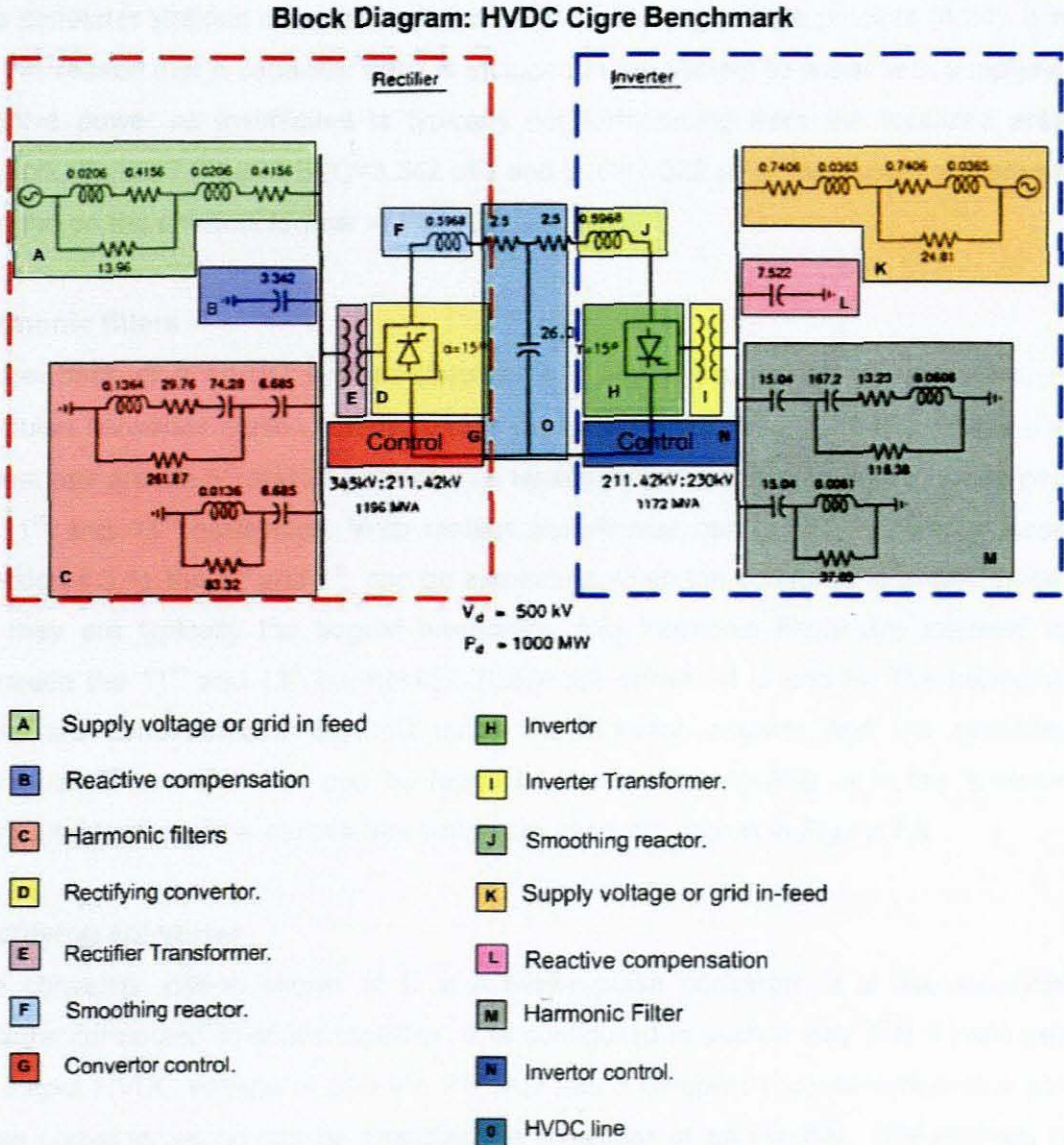 Block Diagram: HVDC Cigre Benchmark
Rectifier
Inverter
0.0206 0.4156 0.0206 0.4156
13.96
A
3.342
B
0.1364 29.76 74.28 6.685
261.87
0.0136 6.685
83.32
C
E
D
α=15º
F
0.5968
2.5 2.5
26.0
O
0.5968
J
Control
G
345kV:211.42kV
1196 MVA
γ=15º
H
I
Control
N
211.42kV:230kV
1172 MVA
0.7406 0.0365 0.7406 0.0365
24.81
K
7.522
L
15.04 167.2 13.23 0.0606
116.38
15.04 0.0061
M
V_d = 500 kV
P_d = 1000 MW
A Supply voltage or grid in feed
B Reactive compensation
C Harmonic filters
D Rectifying convertor.
E Rectifier Transformer.
F Smoothing reactor.
G Convertor control.
H Invertor
I Inverter Transformer.
J Smoothing reactor.
K Supply voltage or grid in-feed
L Reactive compensation
M Harmonic Filter
N Invertor control.
O HVDC line